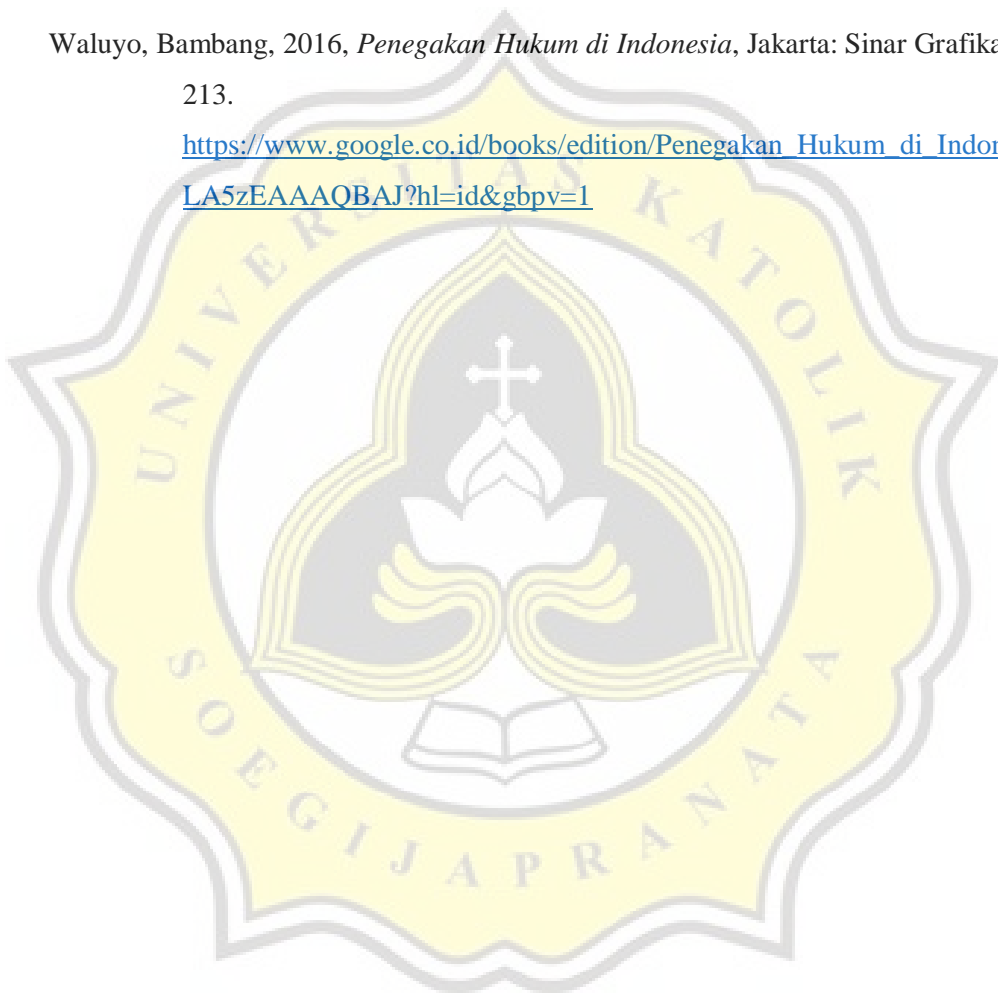 Waluyo, Bambang, 2016, Penegakan Hukum di Indonesia, Jakarta: Sinar Grafika
213.
https://www.google.co.id/books/edition/Penegakan_Hukum_di_Indor
LA5zEAAAQBAJ?hl=id&gbpv=1
UNIVERSITAS KATOLIK
SOEGIJAPRANATA